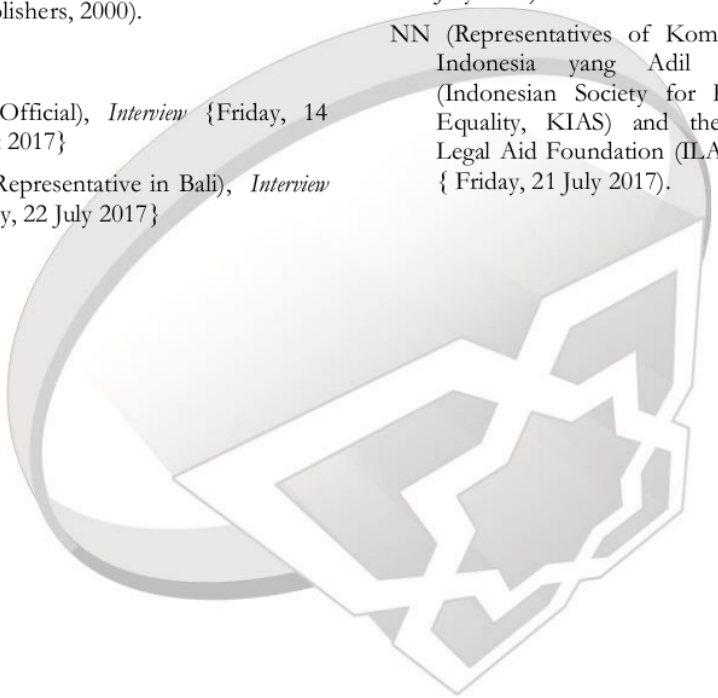 lishers, 2000).
Official), Interview {Friday, 14
2017}
Representative in Bali), Interview
y, 22 July 2017}
NN (Representatives of Kom
Indonesia yang Adil
(Indonesian Society for
Equality, KIAS) and the
Legal Aid Foundation (ILA
{ Friday, 21 July 2017).